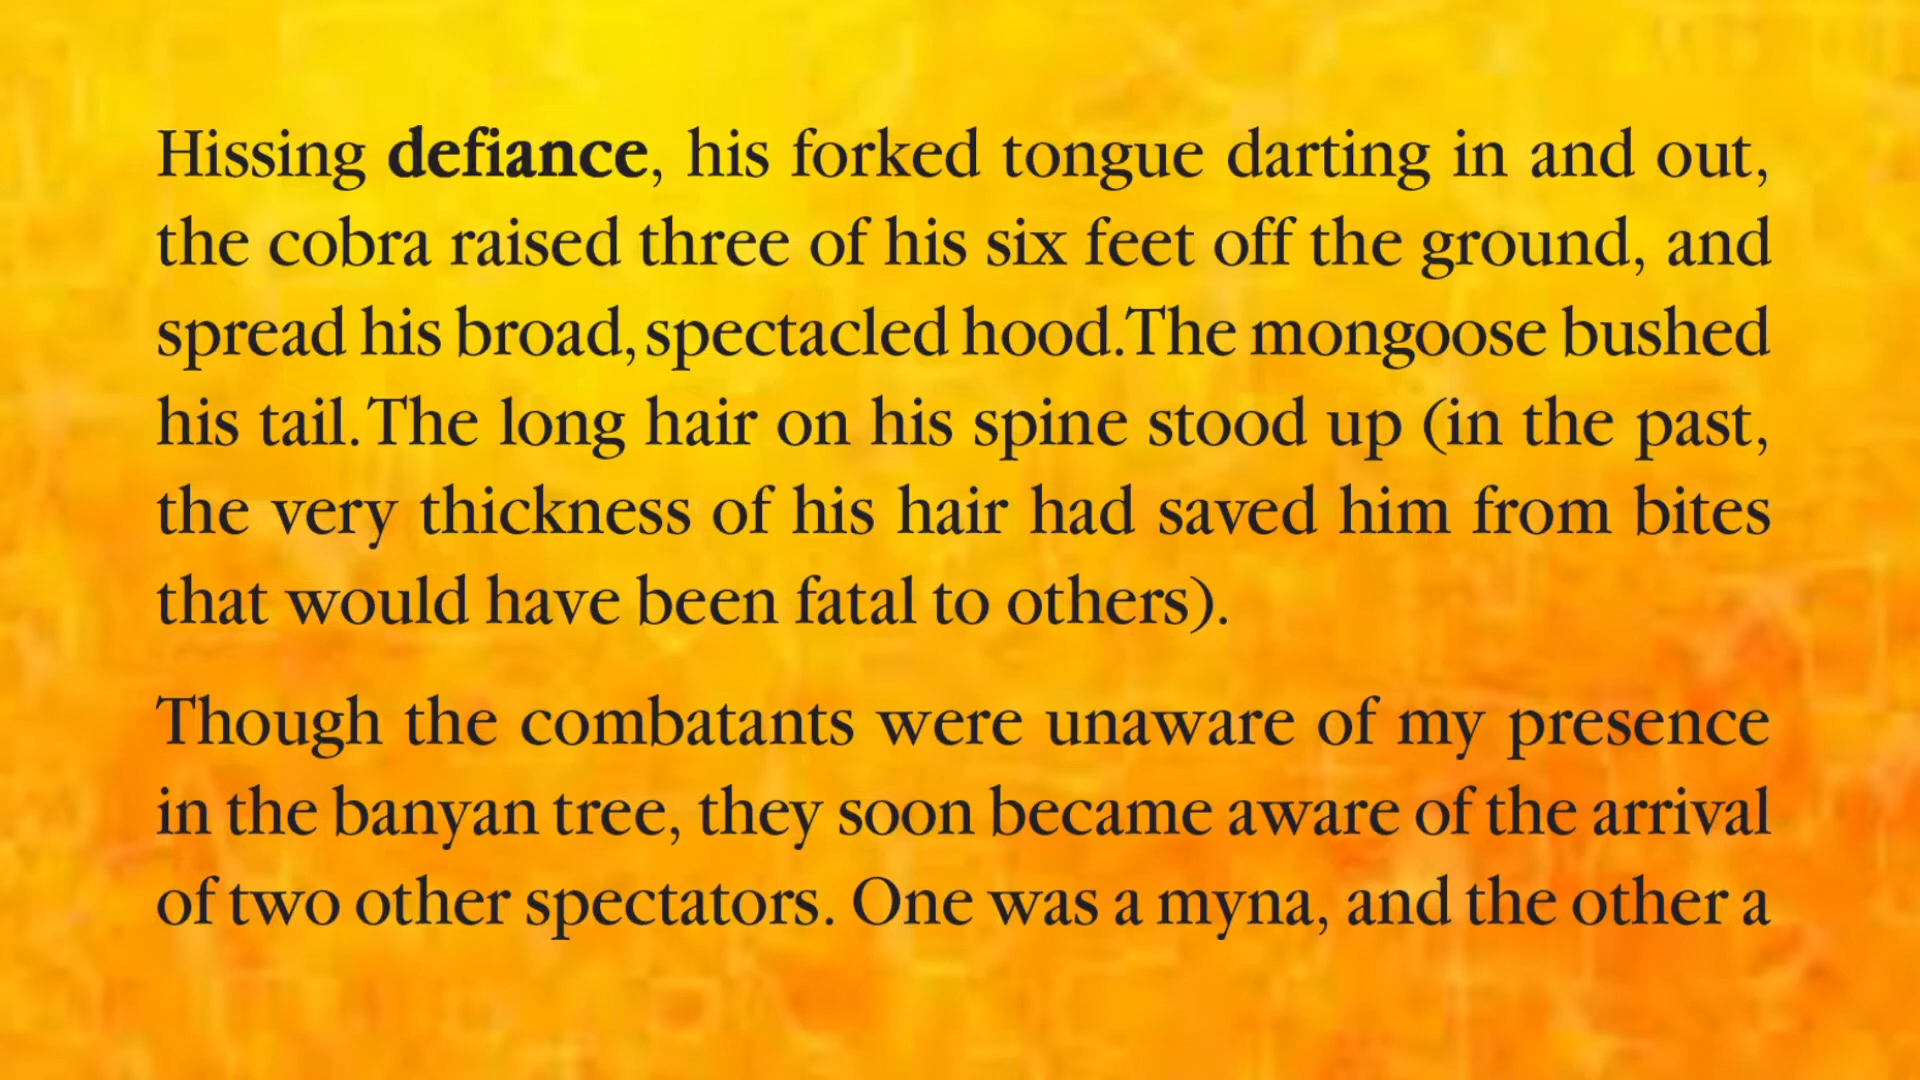 Hissing defiance, his forked tongue darting in and out,
the cobra raised three of his six feet off the ground, and
spread his broad, spectacled hood. The mongoose bushed
his tail. The long hair on his spine stood up (in the past,
the very thickness of his hair had saved him from bites
that would have been fatal to others).
Though the combatants were unaware of my presence
in the banyan tree, they soon became aware of the arrival
of two other spectators. One was a myna, and the other a